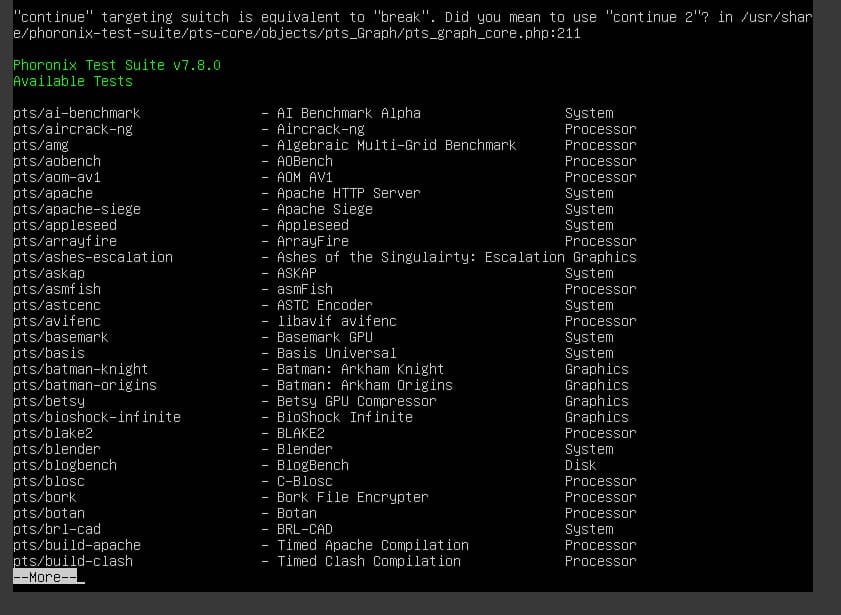 "continue" targeting switch is equivalent to "break". Did you mean to use "continue 2"? in /usr/shar
e/phoronix-test-suite/pts-core/objects/pts_Graph/pts_graph_core.php:211
Phoronix Test Suite v7.8.0
Available Tests
pts/ai-benchmark - AI Benchmark Alpha System
pts/aircrack-ng - Aircrack-ng Processor
pts/amg - Algebraic Multi-Grid Benchmark Processor
pts/aobench - AOBench Processor
pts/aom-av1 - AOM AV1 Processor
pts/apache - Apache HTTP Server System
pts/apache-siege - Apache Siege System
pts/appleseed - Appleseed System
pts/arrayfire - ArrayFire Processor
pts/ashes-escalation - Ashes of the Singulairty: Escalation Graphics
pts/askap - ASKAP System
pts/asmfish - asmFish Processor
pts/astcenc - ASTC Encoder System
pts/avifenc - libavif avifenc Processor
pts/basemark - Basemark GPU System
pts/basis - Basis Universal System
pts/batman-knight - Batman: Arkham Knight Graphics
pts/batman-origins - Batman: Arkham Origins Graphics
pts/betsy - Betsy GPU Compressor Graphics
pts/bioshock-infinite - BioShock Infinite Graphics
pts/blake2 - BLAKE2 Processor
pts/blender - Blender System
pts/blogbench - BlogBench Disk
pts/blosc - C-Blosc Processor
pts/bork - Bork File Encrypter Processor
pts/botan - Botan Processor
pts/brl-cad - BRL-CAD System
pts/build-apache - Timed Apache Compilation Processor
pts/build-clash - Timed Clash Compilation Processor
--More--_